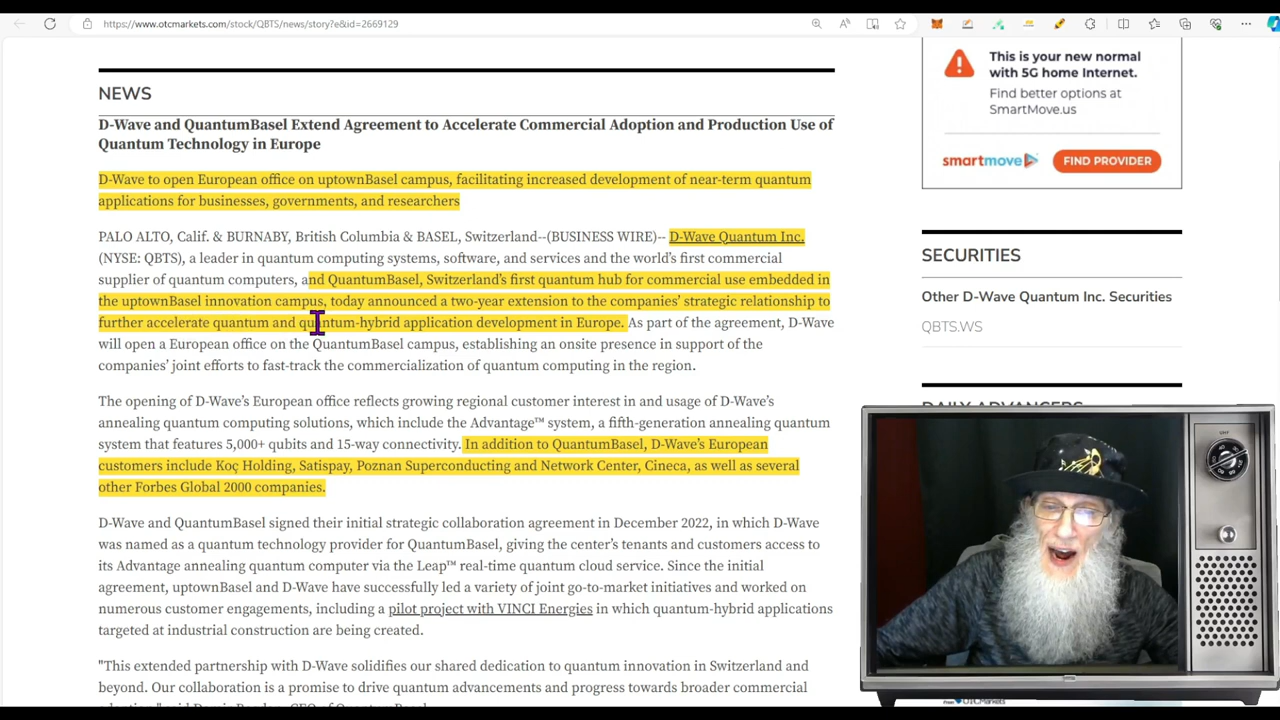 https://www.otcmarkets.com/stock/QBTS/news/story?e&id=2669129
NEWS
D-Wave and QuantumBasel Extend Agreement to Accelerate Commercial Adoption and Production Use of
Quantum Technology in Europe
D-Wave to open European office on uptownBasel campus, facilitating increased development of near-term quantum
applications for businesses, governments, and researchers
PALO ALTO, Calif. & BURNABY, British Columbia & BASEL, Switzerland--(BUSINESS WIRE)-- D-Wave Quantum Inc.
(NYSE: QBTS), a leader in quantum computing systems, software, and services and the world's first commercial
supplier of quantum computers, and QuantumBasel, Switzerland's first quantum hub for commercial use embedded in
the uptownBasel innovation campus, today announced a two-year extension to the companies' strategic relationship to
further accelerate quantum and quantum-hybrid application development in Europe. As part of the agreement, D-Wave
will open a European office on the QuantumBasel campus, establishing an onsite presence in support of the
companies' joint efforts to fast-track the commercialization of quantum computing in the region.
The opening of D-Wave's European office reflects growing regional customer interest in and usage of D-Wave's
annealing quantum computing solutions, which include the Advantage™ system, a fifth-generation annealing quantum
system that features 5,000+ qubits and 15-way connectivity. In addition to QuantumBasel, D-Wave's European
customers include Koç Holding, Satispay, Poznan Superconducting and Network Center, Cineca, as well as several
other Forbes Global 2000 companies.
D-Wave and QuantumBasel signed their initial strategic collaboration agreement in December 2022, in which D-Wave
was named as a quantum technology provider for QuantumBasel, giving the center's tenants and customers access to
its Advantage annealing quantum computer via the Leap™ real-time quantum cloud service. Since the initial
agreement, uptownBasel and D-Wave have successfully led a variety of joint go-to-market initiatives and worked on
numerous customer engagements, including a pilot project with VINCI Energies in which quantum-hybrid applications
targeted at industrial construction are being created.
"This extended partnership with D-Wave solidifies our shared dedication to quantum innovation in Switzerland and
beyond. Our collaboration is a promise to drive quantum advancements and progress towards broader commercial
This is your new normal
with 5G home Internet.
Find better options at
SmartMove.us
smartmove
FIND PROVIDER
SECURITIES
Other D-Wave Quantum Inc. Securities
QBTS.WS
DAILY ADVANCERS
UHF